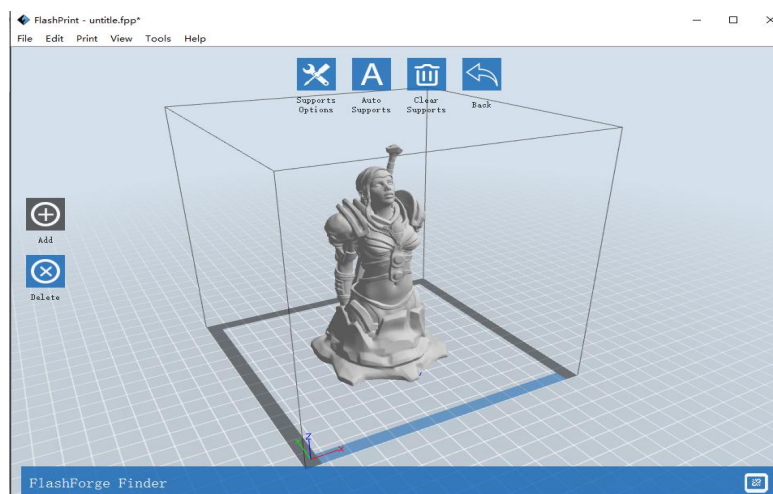 FlashPrint - untitle.fpp*
File Edit Print View Tools Help
A
Supports
Options
Auto
Supports
Clear
Supports
Back
Add
Delete
Z
X
FlashForge Finder